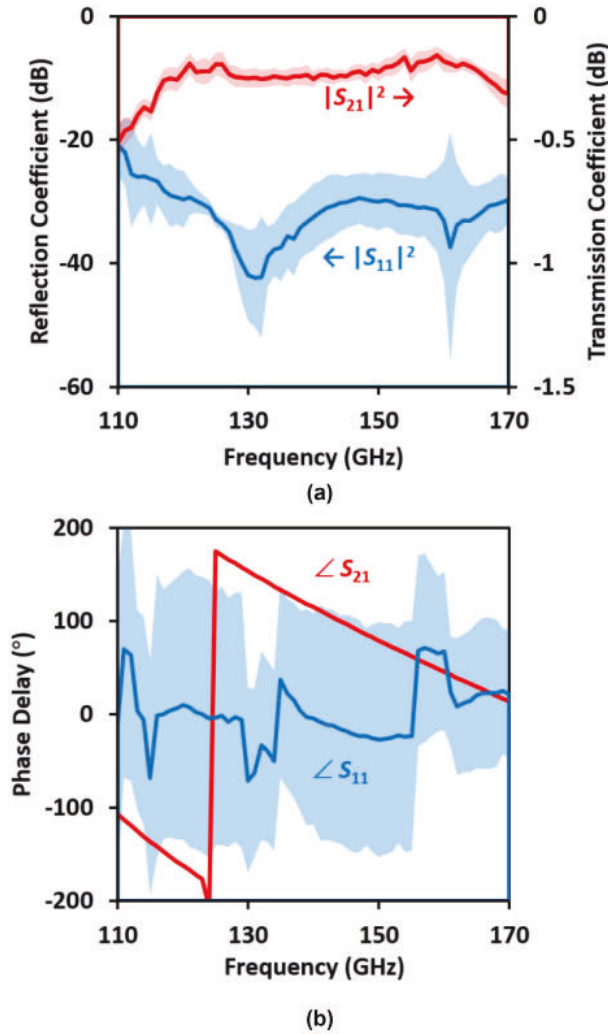 0
-20
-40
-60
Reflection Coefficient (dB)
0
-0.5
-1
-1.5
Transmission Coefficient (dB)
|S₂₁|² →
← |S₁₁|²
110 130 150 170
Frequency (GHz)
(a)
200
100
0
-100
-200
Phase Delay (°)
∠ S₂₁
∠ S₁₁
110 130 150 170
Frequency (GHz)
(b)